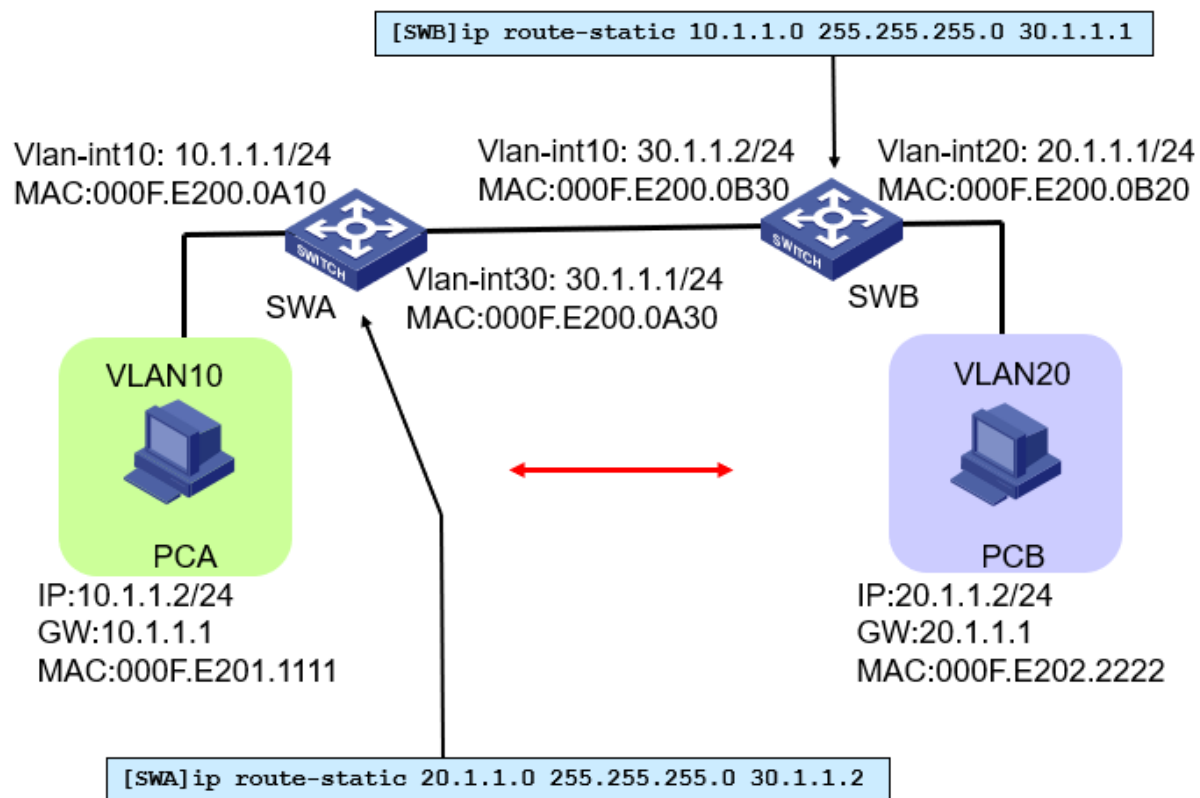 [SWB]ip route-static 10.1.1.0 255.255.255.0 30.1.1.1
Vlan-int10: 10.1.1.1/24
MAC:000F.E200.0A10
Vlan-int10: 30.1.1.2/24
MAC:000F.E200.0B30
Vlan-int20: 20.1.1.1/24
MAC:000F.E200.0B20
SWITCH
SWA
Vlan-int30: 30.1.1.1/24
MAC:000F.E200.0A30
SWITCH
SWB
VLAN10
PCA
IP:10.1.1.2/24
GW:10.1.1.1
MAC:000F.E201.1111
VLAN20
PCB
IP:20.1.1.2/24
GW:20.1.1.1
MAC:000F.E202.2222
[SWA]ip route-static 20.1.1.0 255.255.255.0 30.1.1.2